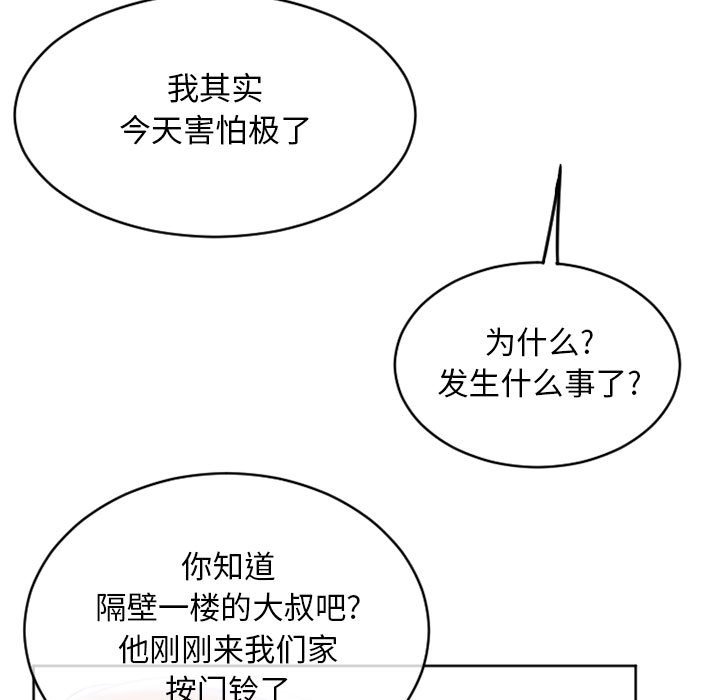 我其实
今天害怕极了
为什么?
发生什么事了?
你知道
隔壁一楼的大叔吧?
他刚刚来我们家
按门铃了